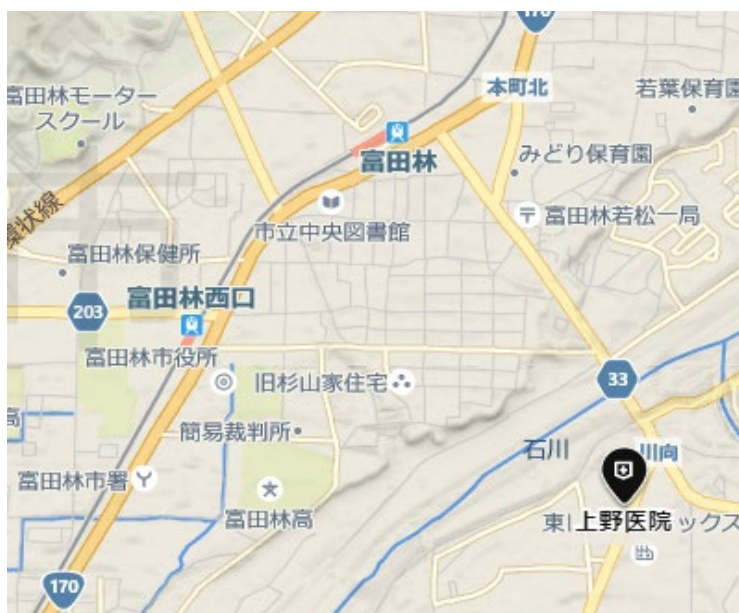 170
本町北
富田林モーター
スクール
若葉保育園
富田林
みどり保育園
環状線
市立中央図書館
富田林若松一局
富田林保健所
富田林西口
203
富田林市役所
旧杉山家住宅
33
高
簡易裁判所
石川
川向
富田林市署
富田林高
上野医院
ックス
170